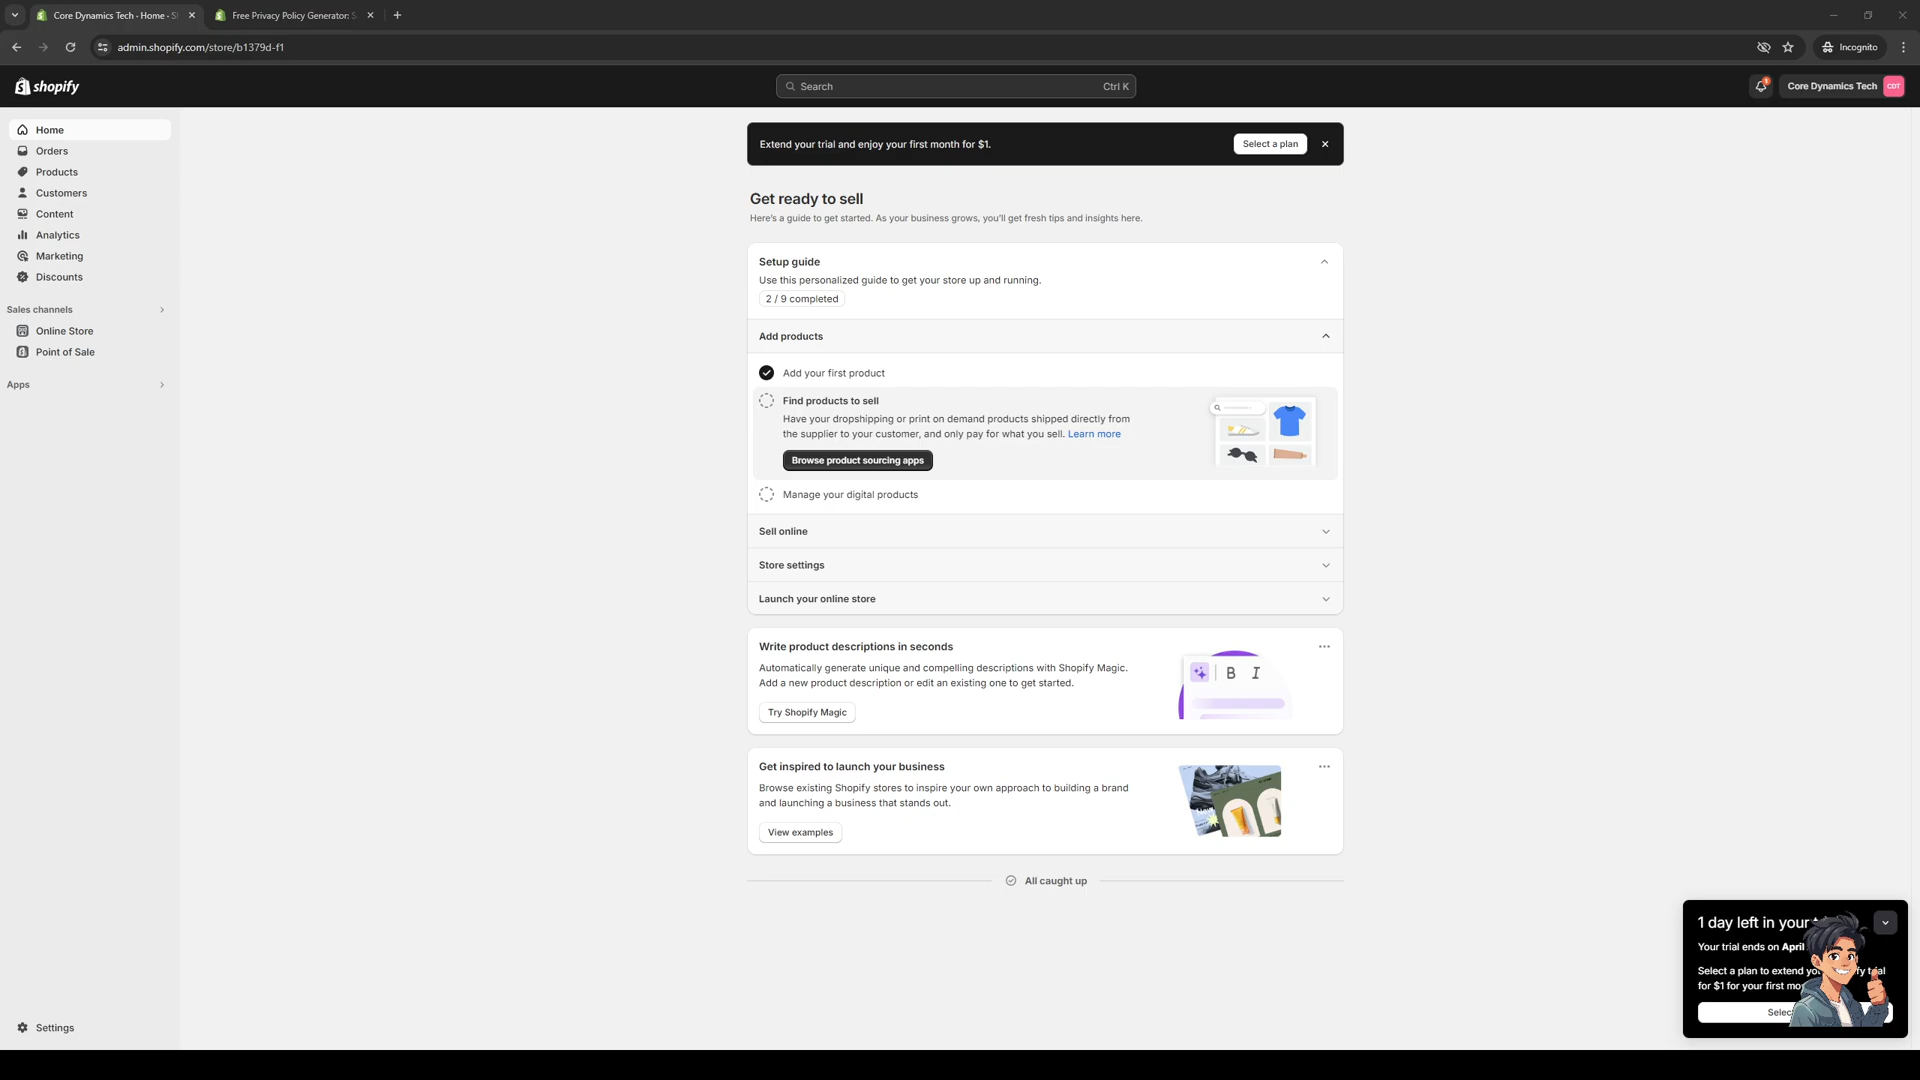 Core Dynamics Tech · Home · S
Free Privacy Policy Generator: S
admin.shopify.com/store/b1379d-f1
Incognito
shopify
Search
Ctrl K
1
Core Dynamics Tech
CDT
Home
Orders
Products
Customers
Content
Analytics
Marketing
Discounts
Sales channels
Online Store
Point of Sale
Apps
Settings
Extend your trial and enjoy your first month for $1.
Select a plan
Get ready to sell
Here's a guide to get started. As your business grows, you'll get fresh tips and insights here.
Setup guide
Use this personalized guide to get your store up and running.
2 / 9 completed
Add products
Add your first product
Find products to sell
Have your dropshipping or print on demand products shipped directly from
the supplier to your customer, and only pay for what you sell. Learn more
Browse product sourcing apps
Manage your digital products
Sell online
Store settings
Launch your online store
Write product descriptions in seconds
Automatically generate unique and compelling descriptions with Shopify Magic.
Add a new product description or edit an existing one to get started.
Try Shopify Magic
B I
Get inspired to launch your business
Browse existing Shopify stores to inspire your own approach to building a brand
and launching a business that stands out.
View examples
All caught up
1 day left in your
Your trial ends on April
Select a plan to extend
for $1 for your first